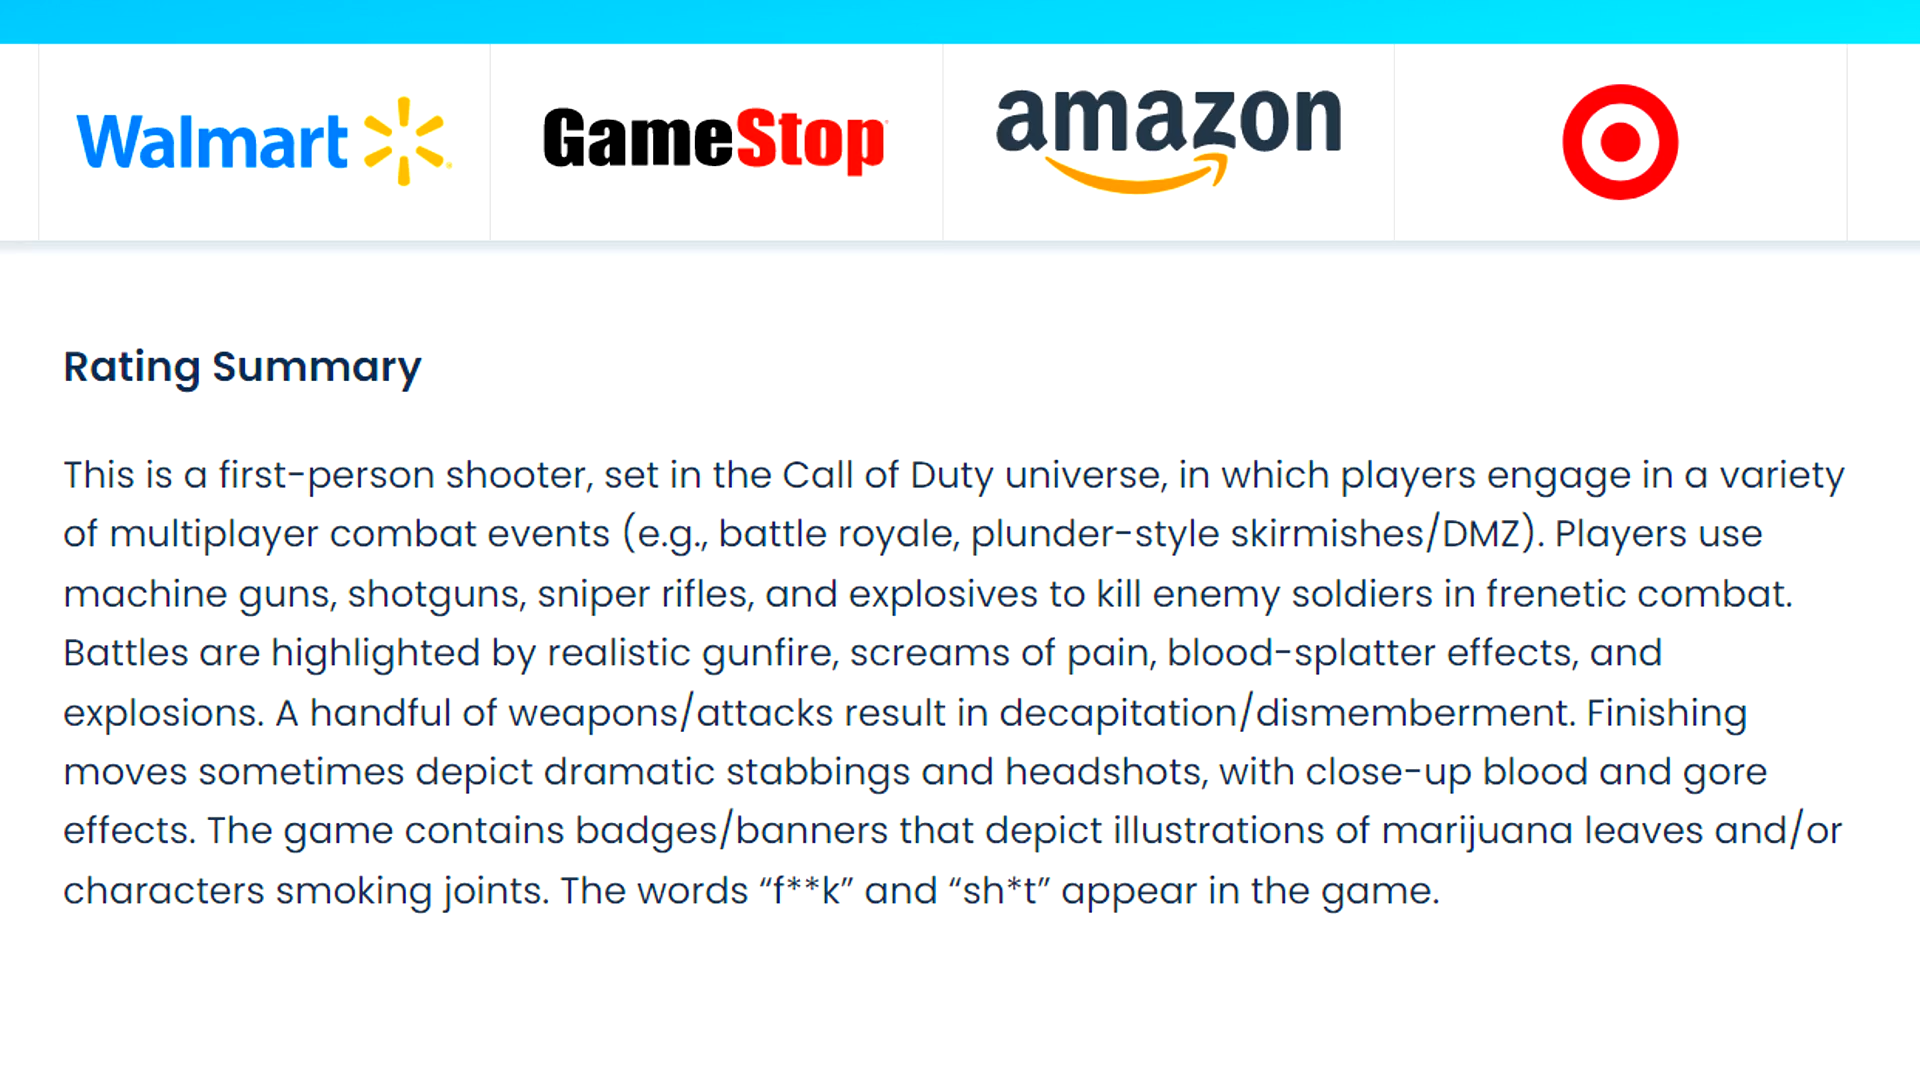 Walmart GameStop amazon
Rating Summary
This is a first-person shooter, set in the Call of Duty universe, in which players engage in a variety
of multiplayer combat events (e.g., battle royale, plunder-style skirmishes/DMZ). Players use
machine guns, shotguns, sniper rifles, and explosives to kill enemy soldiers in frenetic combat.
Battles are highlighted by realistic gunfire, screams of pain, blood-splatter effects, and
explosions. A handful of weapons/attacks result in decapitation/dismemberment. Finishing
moves sometimes depict dramatic stabbings and headshots, with close-up blood and gore
effects. The game contains badges/banners that depict illustrations of marijuana leaves and/or
characters smoking joints. The words “f**k” and “sh*t” appear in the game.